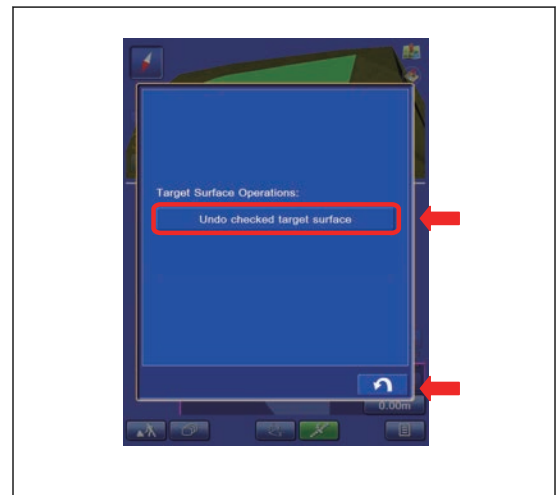 Target Surface Operations:
Undo checked target surface
0.00m